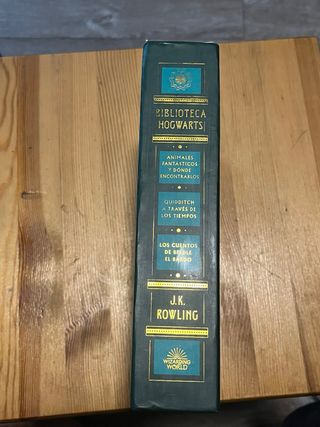 BIBLIOTECA
HOGWARTS
ANIMALES
FANTÁSTICOS
Y DÓNDE
ENCONTRARLOS
QUIDDITCH
A TRAVÉS DE
LOS TIEMPOS
LOS CUENTOS
DE BEEDLE
EL BARDO
J.K.
ROWLING
WIZARDING
WORLD